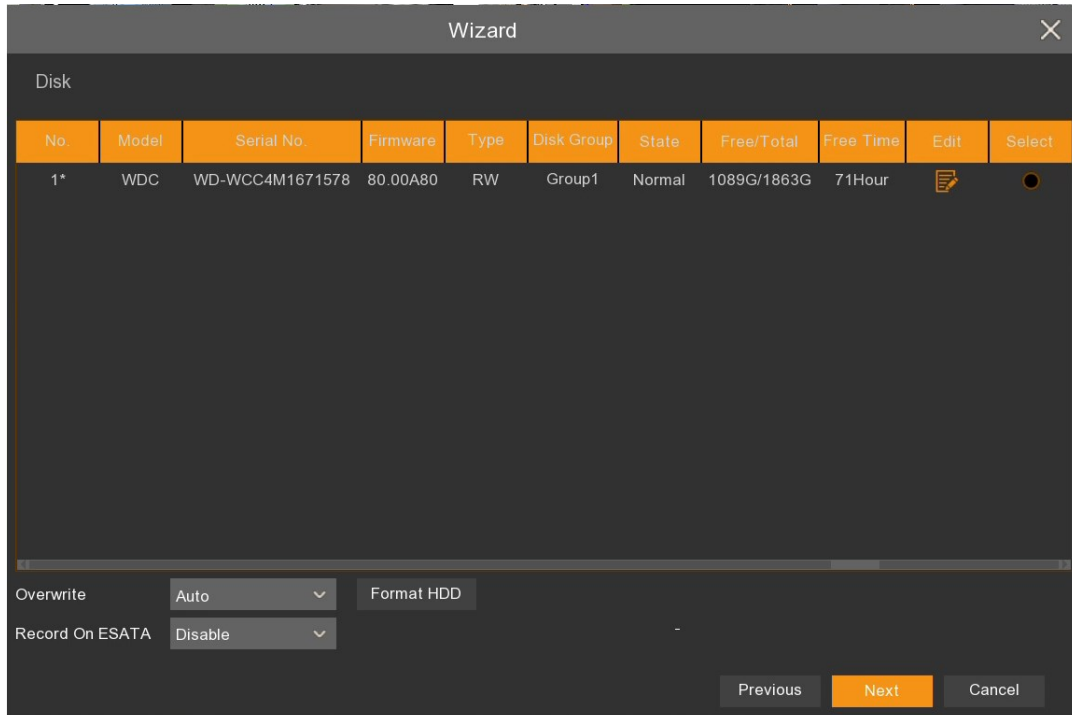 Wizard
Disk
No. Model Serial No. Firmware Type Disk Group State Free/Total Free Time Edit Select
1* WDC WD-WCC4M1671578 80.00A80 RW Group1 Normal 1089G/1863G 71Hour
Overwrite Auto Format HDD
Record On ESATA Disable -
Previous Next Cancel